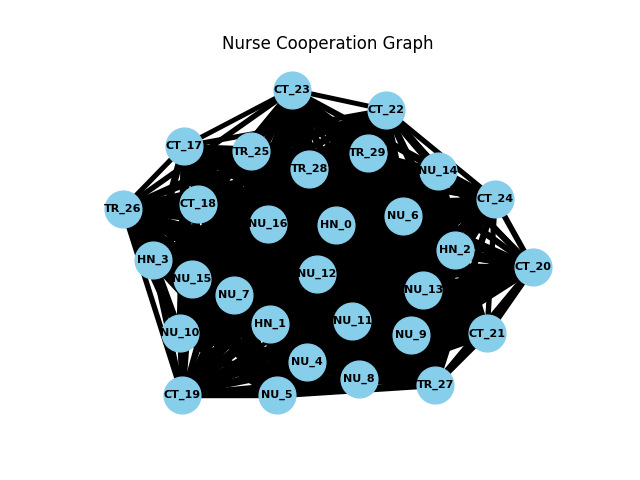 Nurse Cooperation Graph
CT_23
CT_22
CT_17
TR_25
TR_29
TR_28
NU_14
CT_24
CT_18
TR_26
NU_6
NU_16
HN_0
HN_2
HN_3
CT_20
NU_12
NU_15
NU_13
NU_7
NU_11
HN_1
NU_10
NU_9
CT_21
NU_4
NU_8
TR_27
CT_19
NU_5